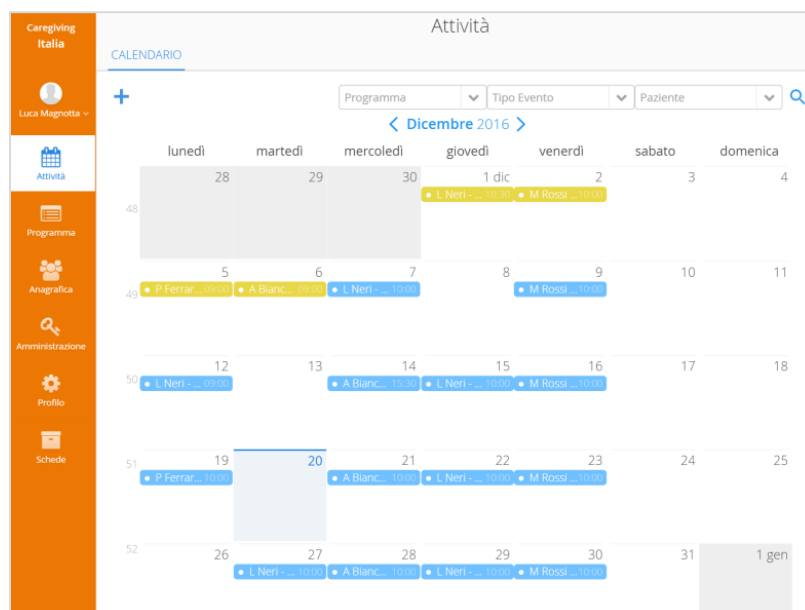 Caregiving
Italia
Attività
CALENDARIO
Luca Magnotta
Programma Tipo Evento Paziente
Dicembre 2016
lunedì martedì mercoledì giovedì venerdì sabato domenica
Attività
28 29 30 1 dic 2 3 4
48 L Neri - ... 10:30 M Rossi ... 10:00
Programma
5 6 7 8 9 10 11
49 P Ferrar... 09:00 A Bianc... 09:00 L Neri - ... 10:00 M Rossi ... 10:00
Anagrafica
Amministrazione
12 13 14 15 16 17 18
50 L Neri - ... 09:00 A Bianc... 15:30 L Neri - ... 10:00 M Rossi ... 10:00
Profilo
Schede
51 19 20 21 22 23 24 25
P Ferrar... 10:00 A Bianc... 10:00 L Neri - ... 10:00 M Rossi ... 10:00
52 26 27 28 29 30 31 1 gen
L Neri - ... 10:00 A Bianc... 10:00 L Neri - ... 10:00 M Rossi ... 10:00